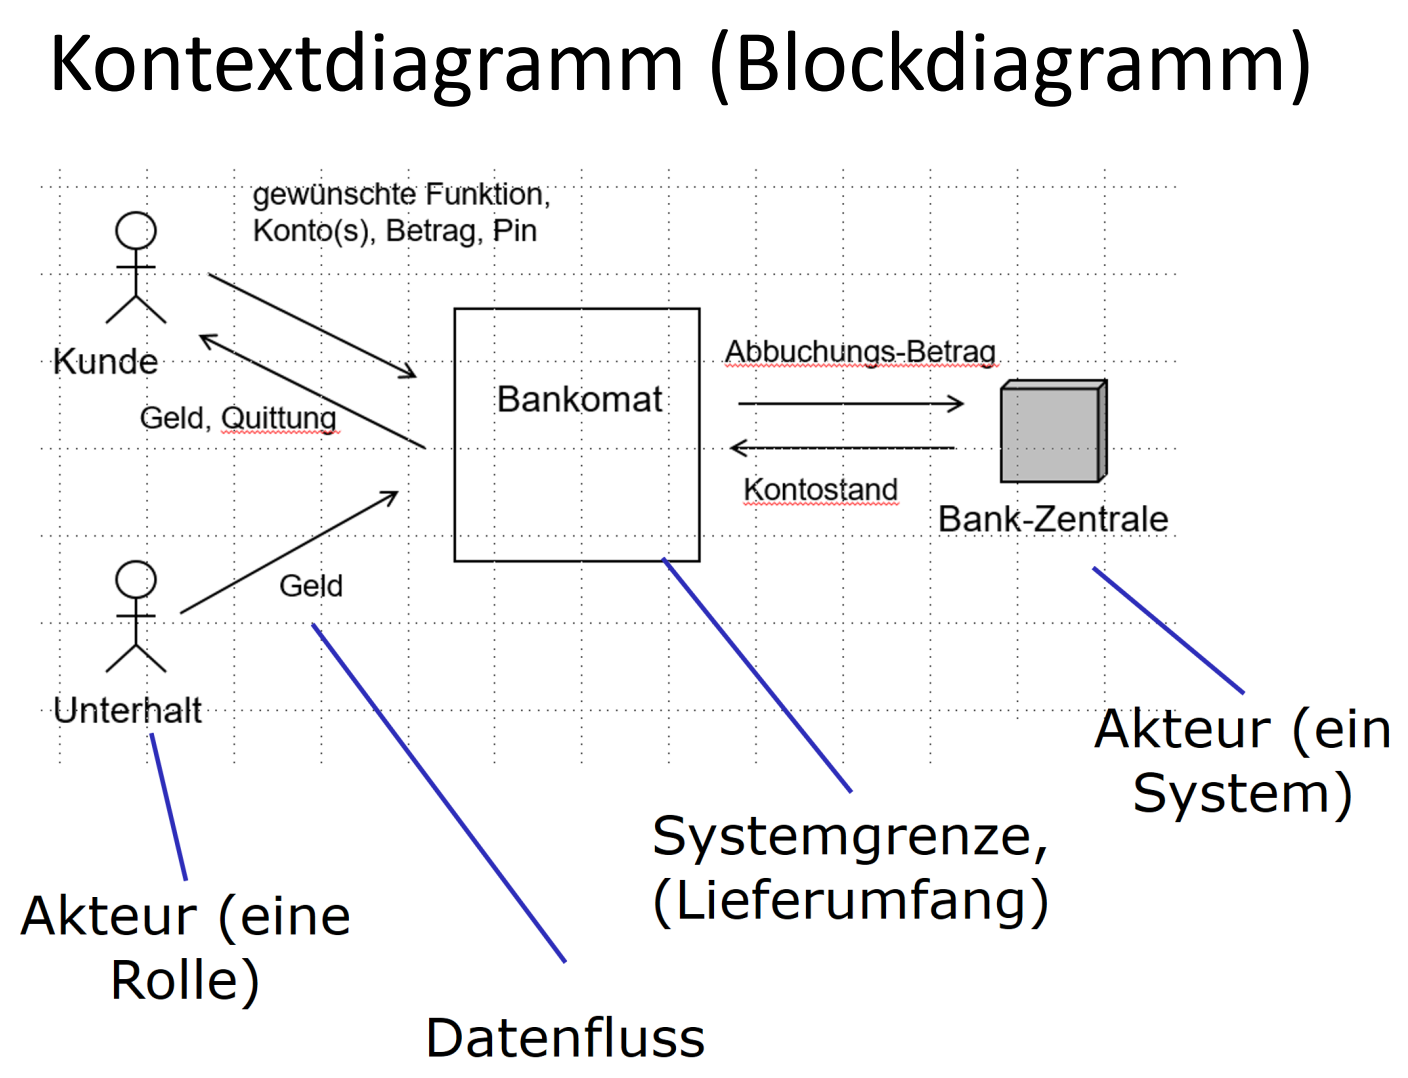 Kontextdiagramm (Blockdiagramm)
gewünschte Funktion,
Konto(s), Betrag, Pin
Kunde
Geld, Quittung
Bankomat
Abbuchungs-Betrag
Kontostand
Bank-Zentrale
Geld
Unterhalt
Akteur (ein
System)
Systemgrenze,
(Lieferumfang)
Akteur (eine
Rolle)
Datenfluss